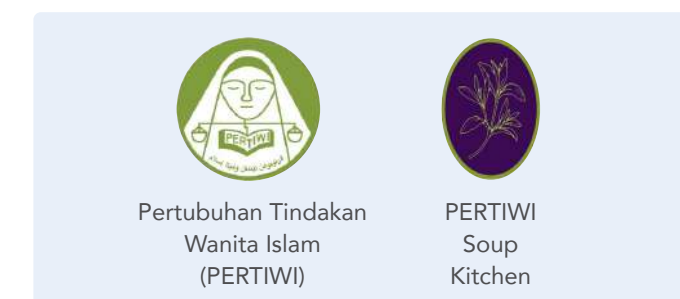 PERTIWI
Pertubuhan Tindakan
Wanita Islam
(PERTIWI)
PERTIWI
Soup
Kitchen